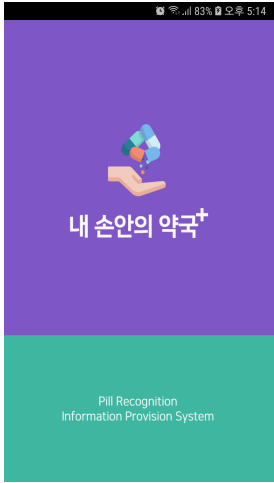 83% 오후 5:14
내 손안의 약국+
Pill Recognition
Information Provision System